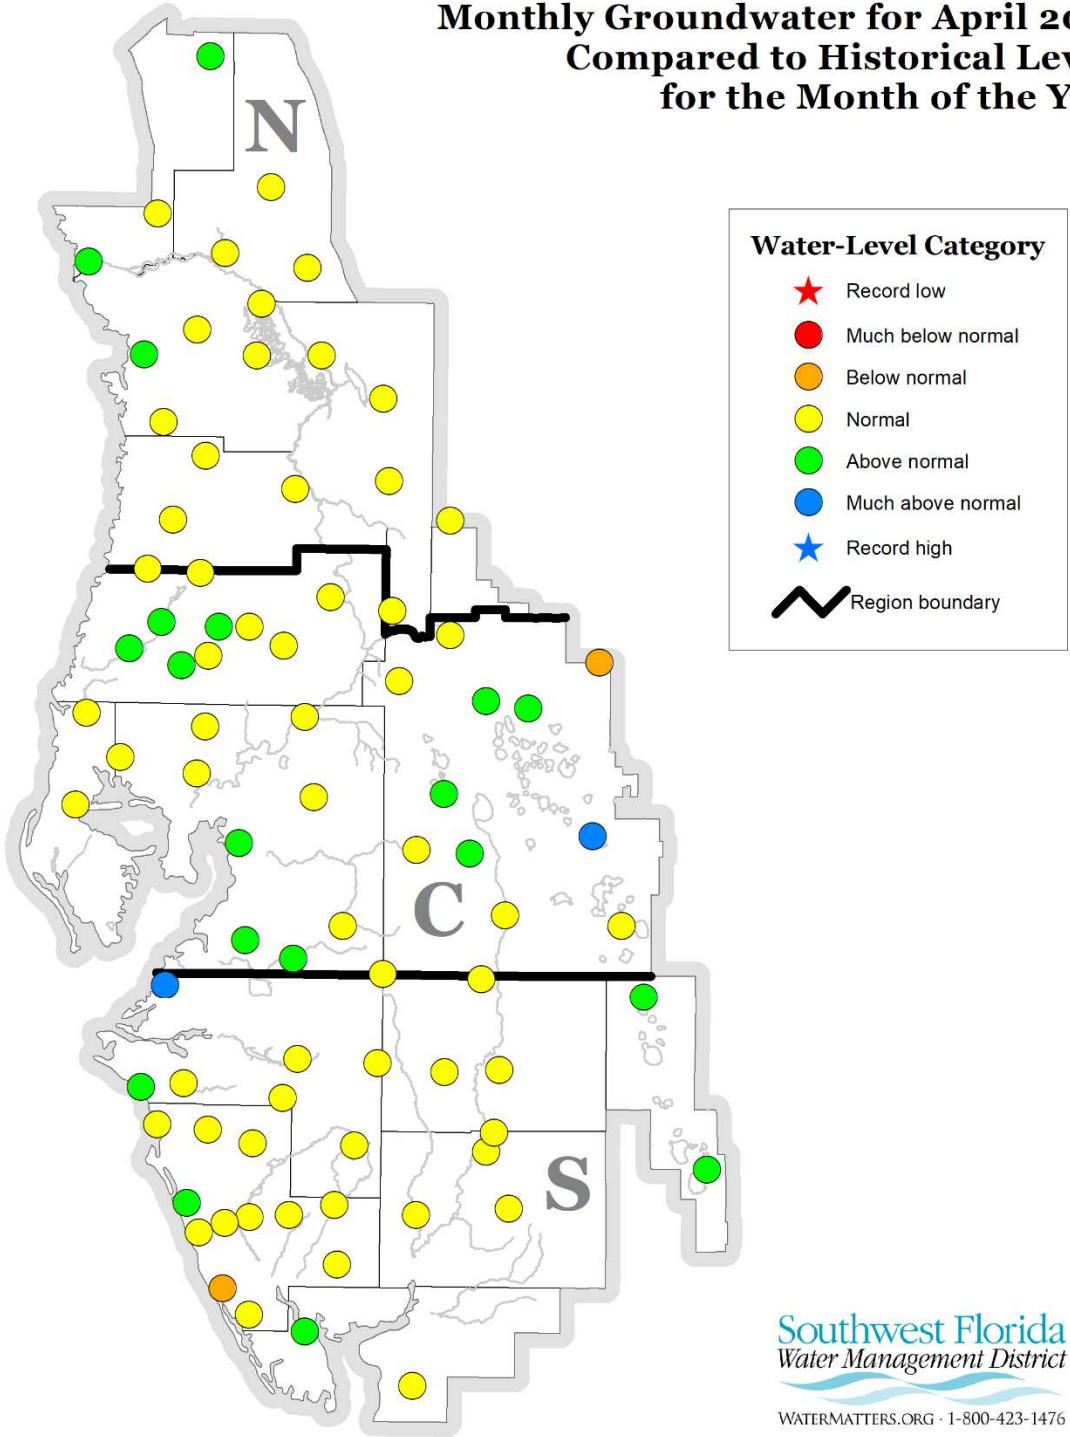 Monthly Groundwater for April 20
Compared to Historical Lev
for the Month of the Y
N
Water-Level Category
Record low
Much below normal
Below normal
Normal
Above normal
Much above normal
Record high
Region boundary
C
S
Southwest Florida
Water Management District
WATERMATTERS.ORG · 1-800-423-1476